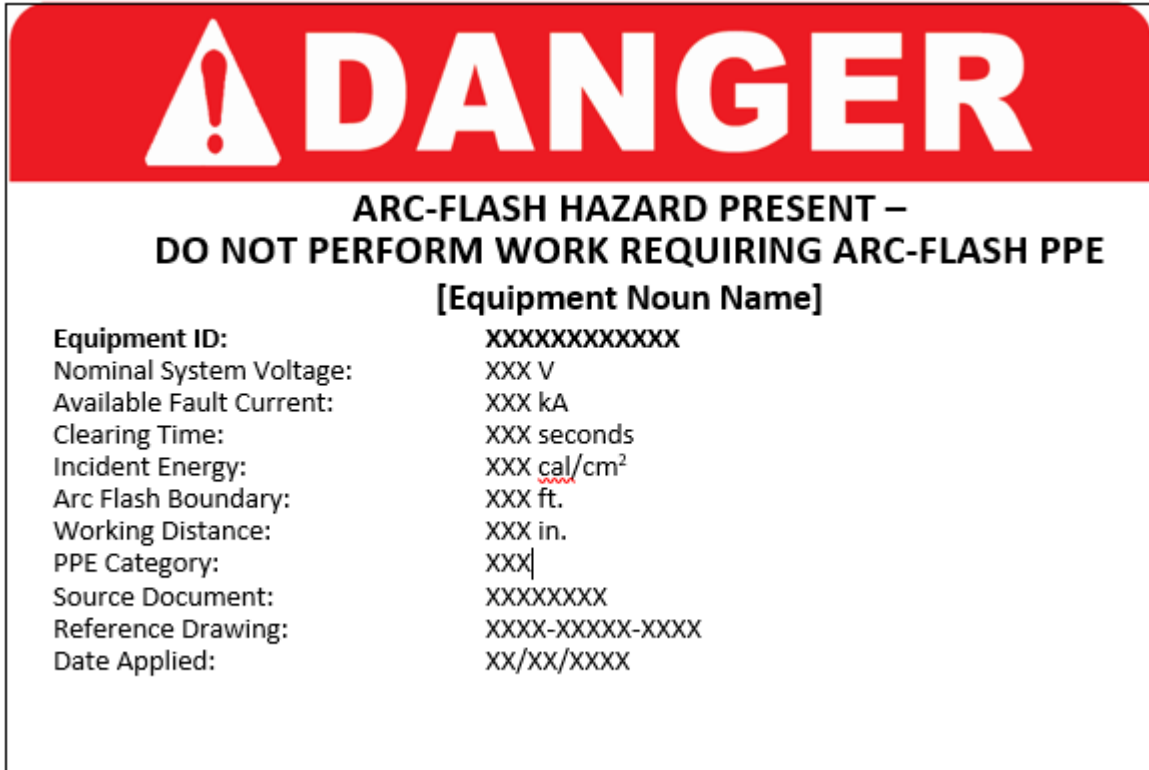 DANGER
ARC-FLASH HAZARD PRESENT –
DO NOT PERFORM WORK REQUIRING ARC-FLASH PPE
[Equipment Noun Name]
Equipment ID: XXXXXXXXXXXX
Nominal System Voltage: XXX V
Available Fault Current: XXX kA
Clearing Time: XXX seconds
Incident Energy: XXX cal/cm²
Arc Flash Boundary: XXX ft.
Working Distance: XXX in.
PPE Category: XXX
Source Document: XXXXXXXX
Reference Drawing: XXXX-XXXXX-XXXX
Date Applied: XX/XX/XXXX